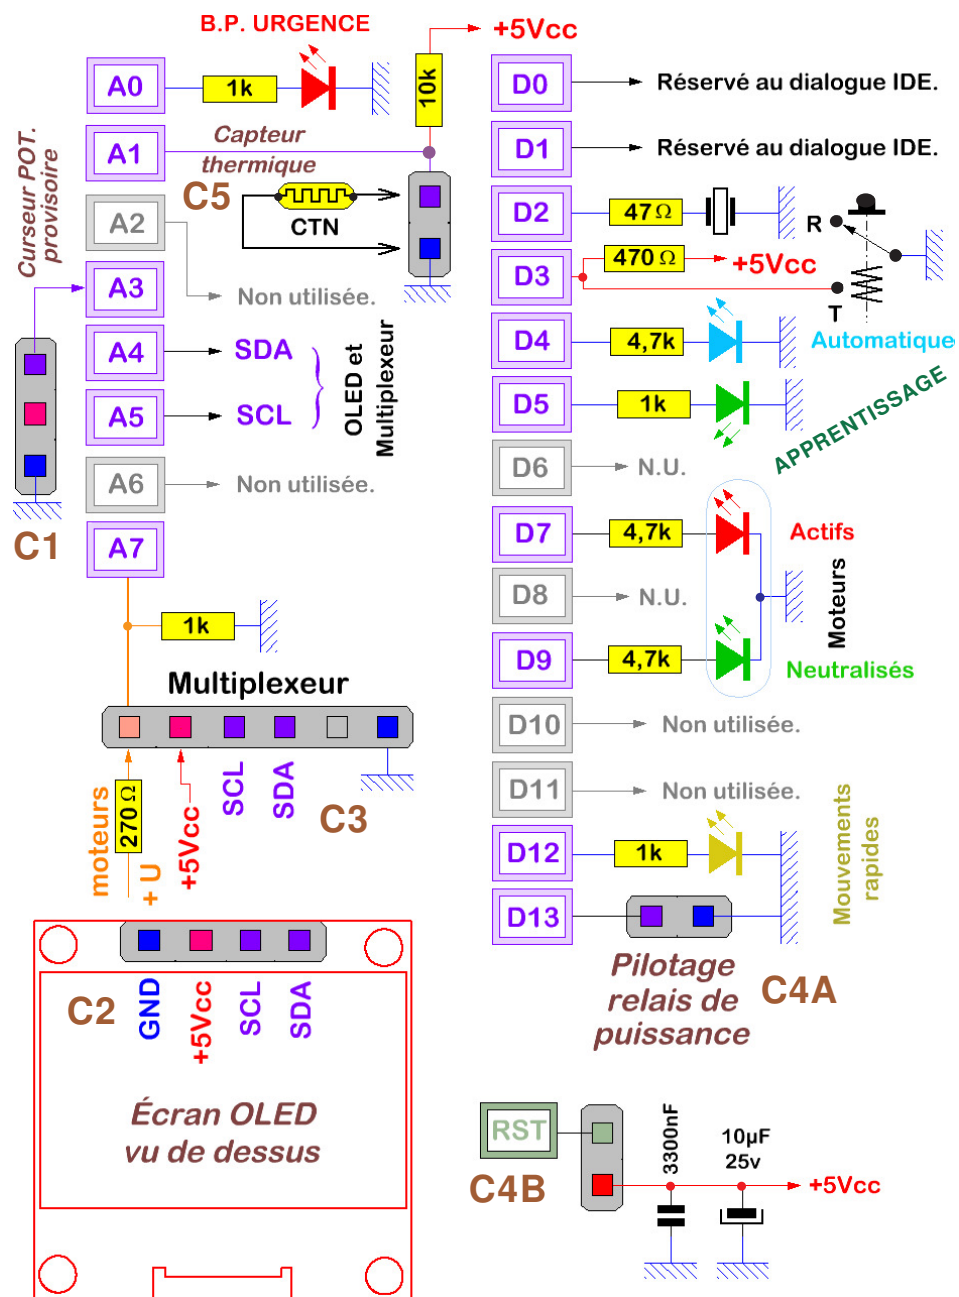 B.P. URGENCE
+5Vcc
A0
1k
10k
A1
Capteur
thermique
C5
CTN
Curseur POT.
provisoire
A2
Non utilisée.
A3
A4
SDA
A5
SCL
OLED et
Multiplexeur
A6
Non utilisée.
C1
A7
1k
Multiplexeur
SCL
SDA
C3
moteurs
+ U
270 Ω
+5Vcc
C2
GND
+5Vcc
SCL
SDA
Écran OLED
vu de dessus
D0
Réservé au dialogue IDE.
D1
Réservé au dialogue IDE.
D2
47 Ω
R
D3
470 Ω
+5Vcc
T
D4
4,7k
Automatique
D5
1k
APPRENTISSAGE
D6
N.U.
D7
4,7k
Actifs
D8
N.U.
Moteurs
D9
4,7k
Neutralisés
D10
Non utilisée.
D11
Non utilisée.
D12
1k
Mouvements
rapides
D13
Pilotage
relais de
puissance
C4A
RST
C4B
3300nF
10µF
25v
+5Vcc